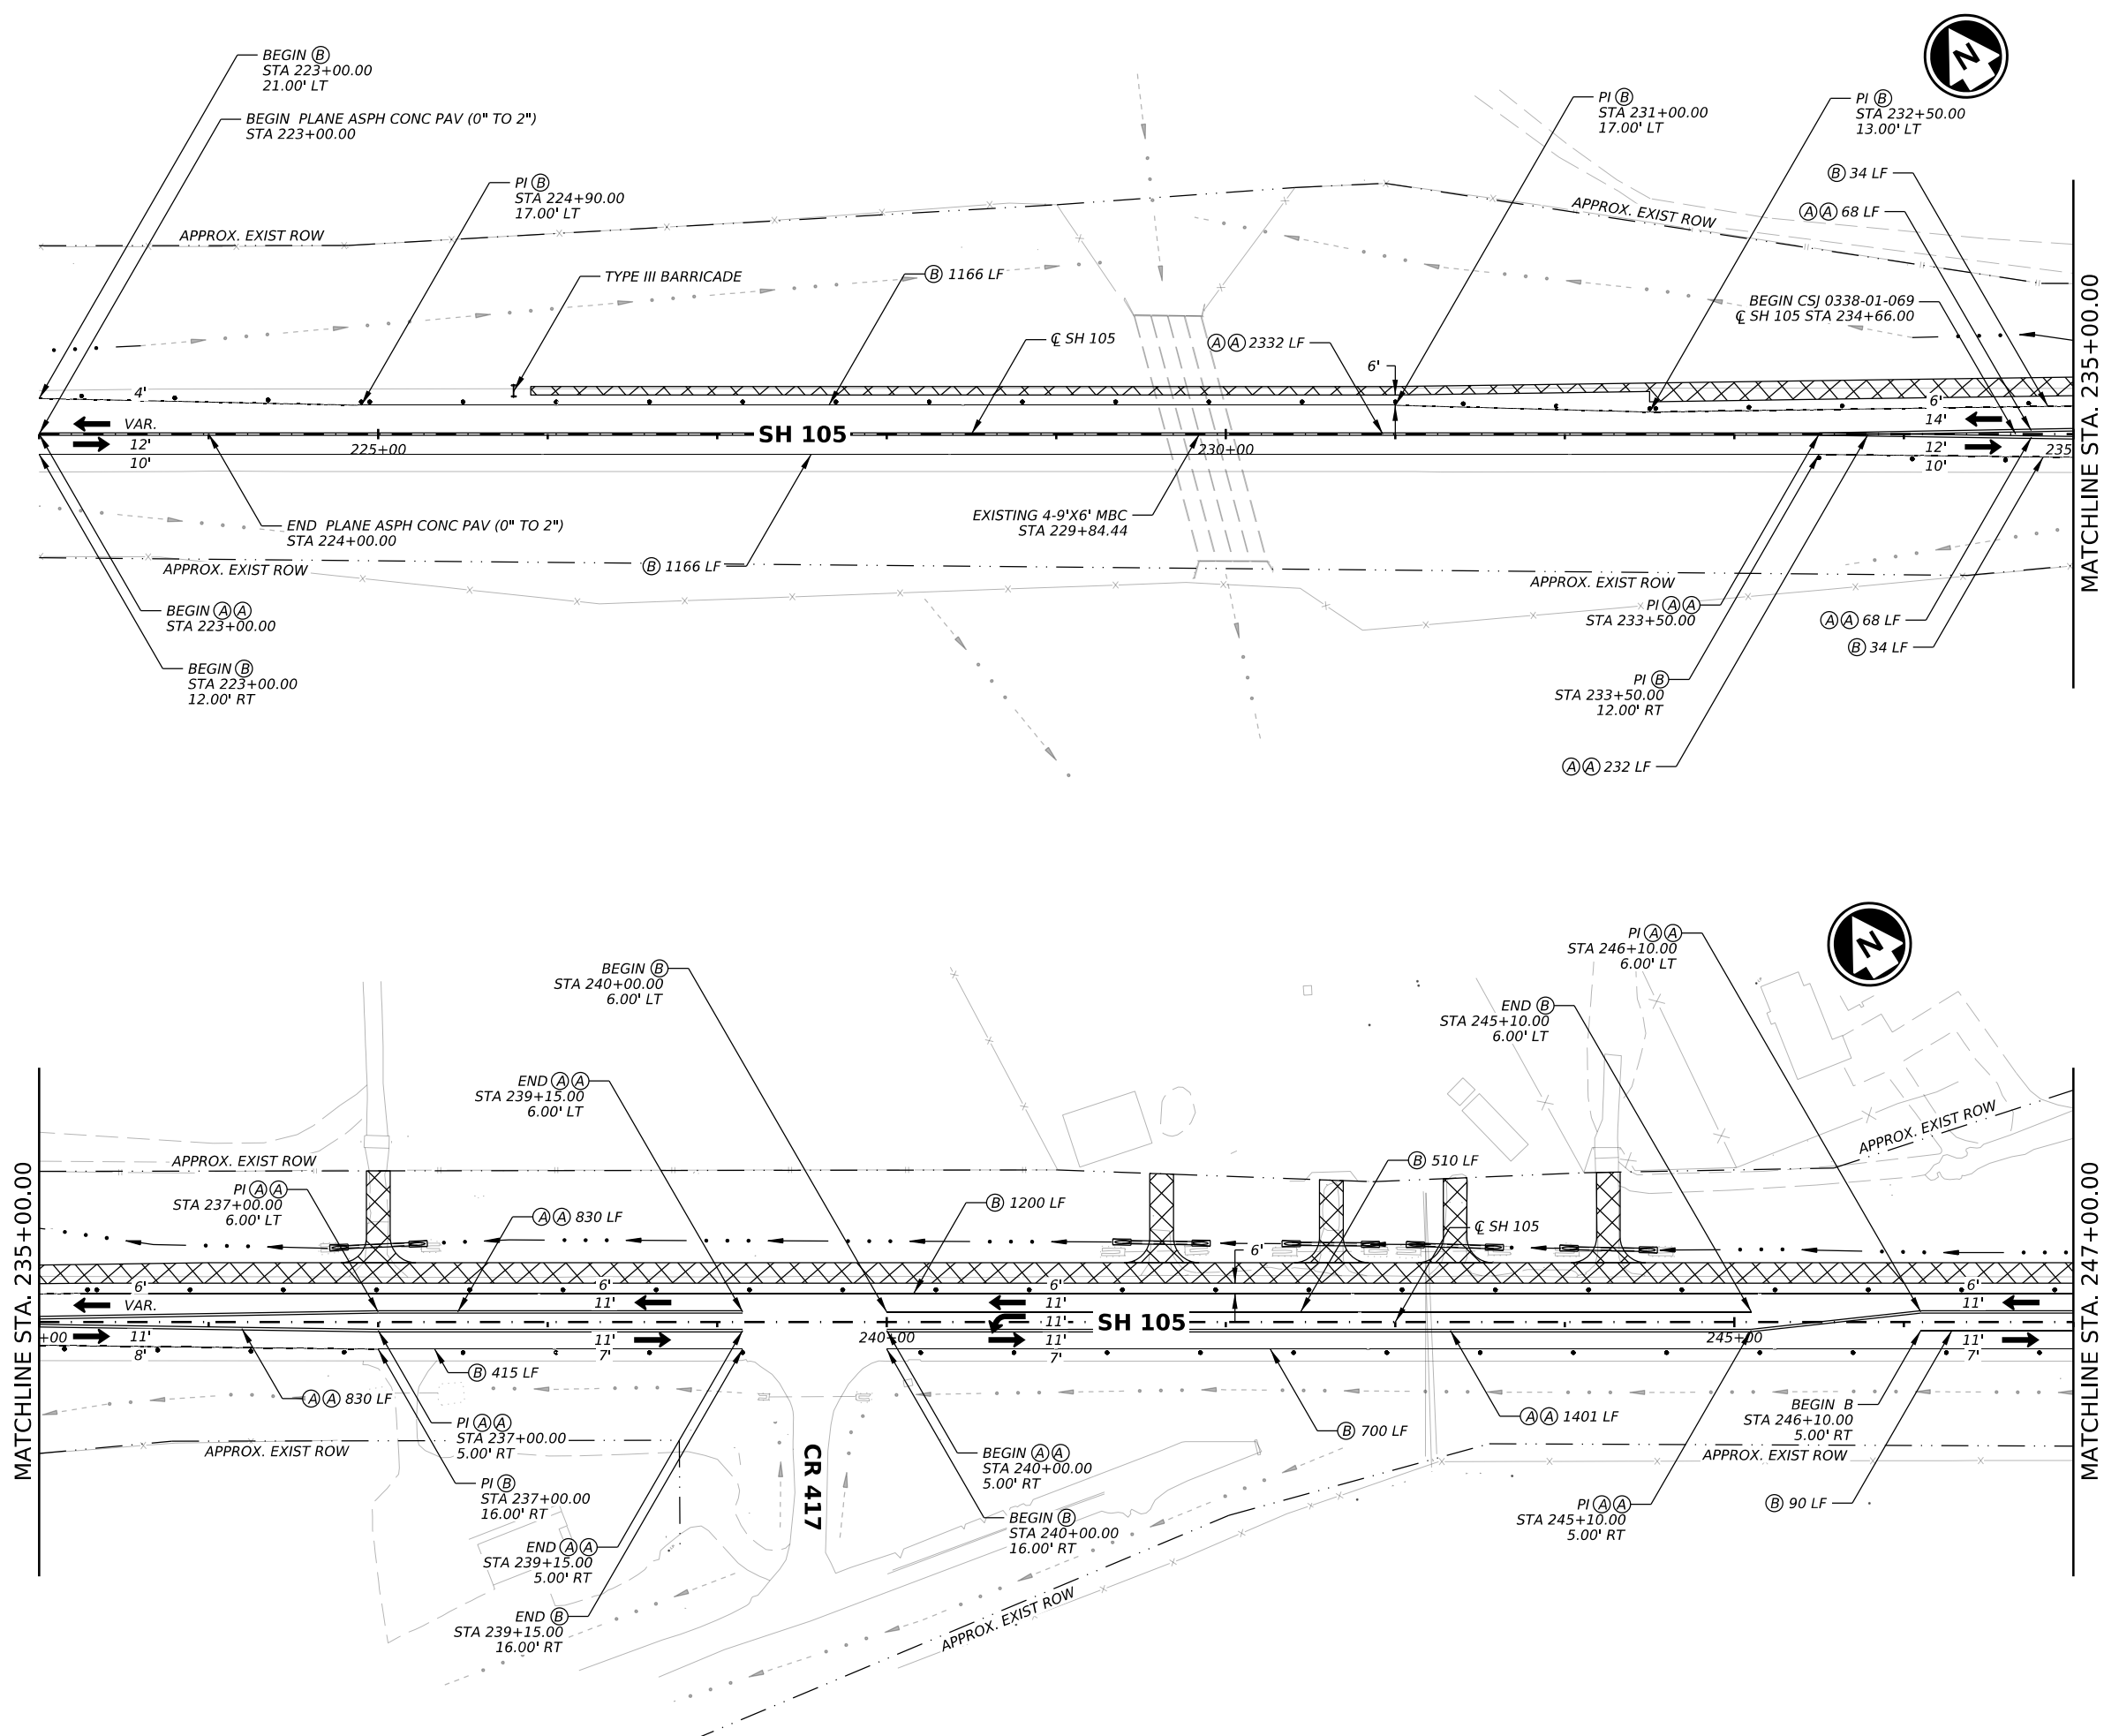 BEGIN Ⓑ
STA 223+00.00
21.00' LT
BEGIN PLANE ASPH CONC PAV (0" TO 2")
STA 223+00.00
PI Ⓑ
STA 224+90.00
17.00' LT
TYPE III BARRICADE
Ⓑ 1166 LF
℄ SH 105
ⒶⒶ 2332 LF
6'
PI Ⓑ
STA 231+00.00
17.00' LT
PI Ⓑ
STA 232+50.00
13.00' LT
N
Ⓑ 34 LF
ⒶⒶ 68 LF
BEGIN CSJ 0338-01-069
℄ SH 105 STA 234+66.00
APPROX. EXIST ROW
APPROX. EXIST ROW
MATCHLINE STA. 235+00.00
4'
VAR.
12'
10'
225+00
SH 105
230+00
6'
14'
12'
10'
235
END PLANE ASPH CONC PAV (0" TO 2")
STA 224+00.00
APPROX. EXIST ROW
BEGIN ⒶⒶ
STA 223+00.00
BEGIN Ⓑ
STA 223+00.00
12.00' RT
Ⓑ 1166 LF
EXISTING 4-9'X6' MBC
STA 229+84.44
APPROX. EXIST ROW
PI ⒶⒶ
STA 233+50.00
PI Ⓑ
STA 233+50.00
12.00' RT
ⒶⒶ 232 LF
ⒶⒶ 68 LF
Ⓑ 34 LF
N
BEGIN Ⓑ
STA 240+00.00
6.00' LT
PI ⒶⒶ
STA 246+10.00
6.00' LT
END Ⓑ
STA 245+10.00
6.00' LT
END ⒶⒶ
STA 239+15.00
6.00' LT
APPROX. EXIST ROW
APPROX. EXIST ROW
PI ⒶⒶ
STA 237+00.00
6.00' LT
ⒶⒶ 830 LF
Ⓑ 1200 LF
Ⓑ 510 LF
℄ SH 105
6'
MATCHLINE STA. 235+00.00
MATCHLINE STA. 247+00.00
6'
VAR.
+00
11'
8'
6'
11'
11'
7'
240+00
6'
11'
11'
11'
7'
SH 105
245+00
6'
11'
11'
7'
ⒶⒶ 830 LF
Ⓑ 415 LF
APPROX. EXIST ROW
PI ⒶⒶ
STA 237+00.00
5.00' RT
PI Ⓑ
STA 237+00.00
16.00' RT
END ⒶⒶ
STA 239+15.00
5.00' RT
END Ⓑ
STA 239+15.00
16.00' RT
CR 417
BEGIN ⒶⒶ
STA 240+00.00
5.00' RT
BEGIN Ⓑ
STA 240+00.00
16.00' RT
APPROX. EXIST ROW
Ⓑ 700 LF
ⒶⒶ 1401 LF
BEGIN B
STA 246+10.00
5.00' RT
APPROX. EXIST ROW
PI ⒶⒶ
STA 245+10.00
5.00' RT
Ⓑ 90 LF